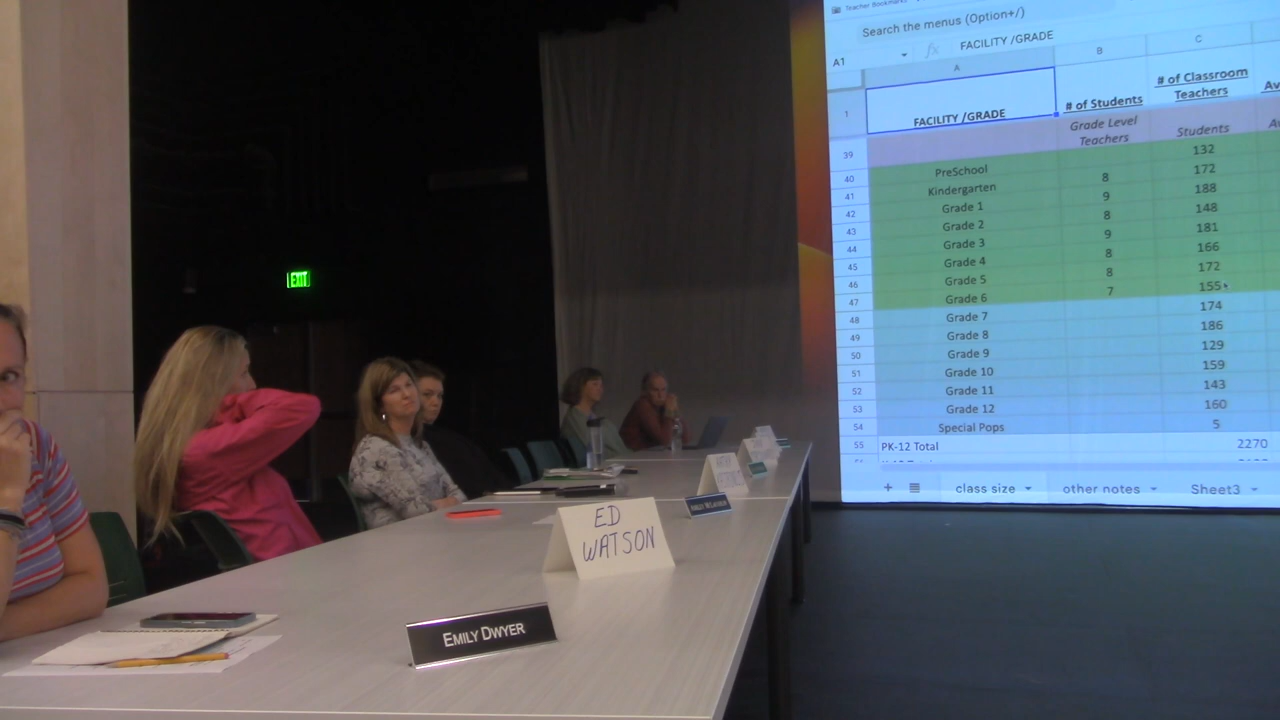 Teacher Bookmarks
Search the menus (Option+/)
A1
fx
FACILITY /GRADE
A
B
C
1
FACILITY /GRADE
# of Students
# of Classroom
Teachers
Av
39
Grade Level
Teachers
Students
132
40
PreSchool
8
172
41
Kindergarten
9
188
42
Grade 1
8
148
43
Grade 2
9
181
44
Grade 3
8
166
45
Grade 4
8
172
46
Grade 5
7
155
47
Grade 6
174
48
Grade 7
186
49
Grade 8
129
50
Grade 9
159
51
Grade 10
143
52
Grade 11
160
53
Grade 12
5
54
Special Pops
55
PK-12 Total
2270
+
class size
other notes
Sheet3
EXIT
ED
WATSON
EMILY DWYER